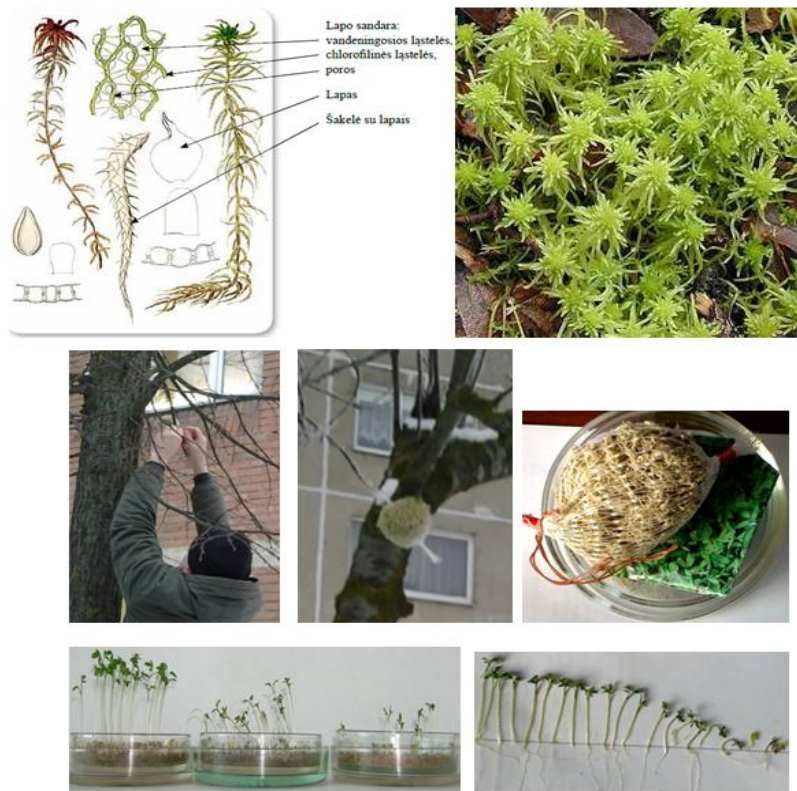 Lapo sandara:
vandeningosios ląstelės,
chlorofilinės ląstelės,
poros
Lapas
Šakelė su lapais